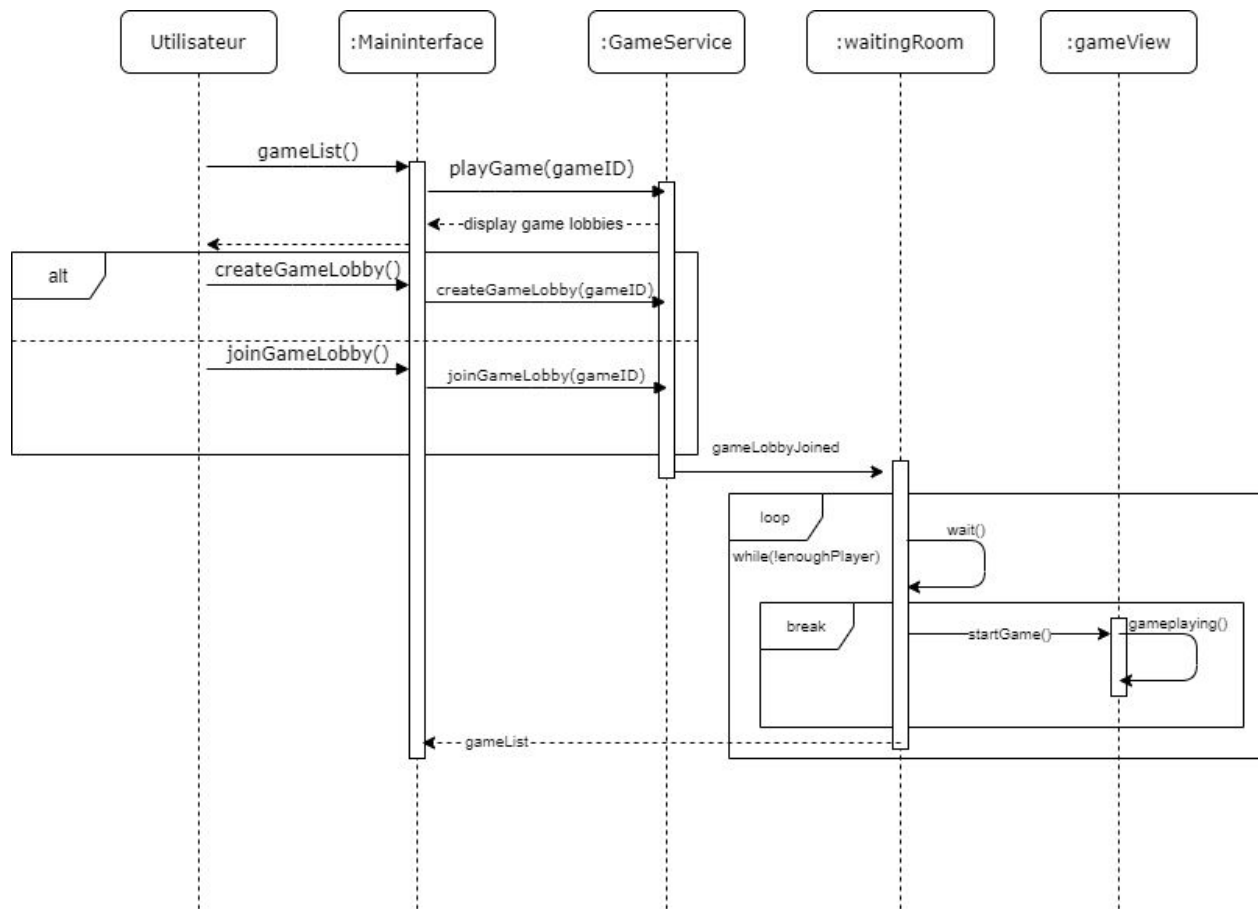 Utilisateur
:Maininterface
:GameService
:waitingRoom
:gameView
gameList()
playGame(gameID)
display game lobbies
alt
createGameLobby()
createGameLobby(gameID)
joinGameLobby()
joinGameLobby(gameID)
gameLobbyJoined
loop
wait()
while(!enoughPlayer)
break
startGame()
gameplaying()
gameList